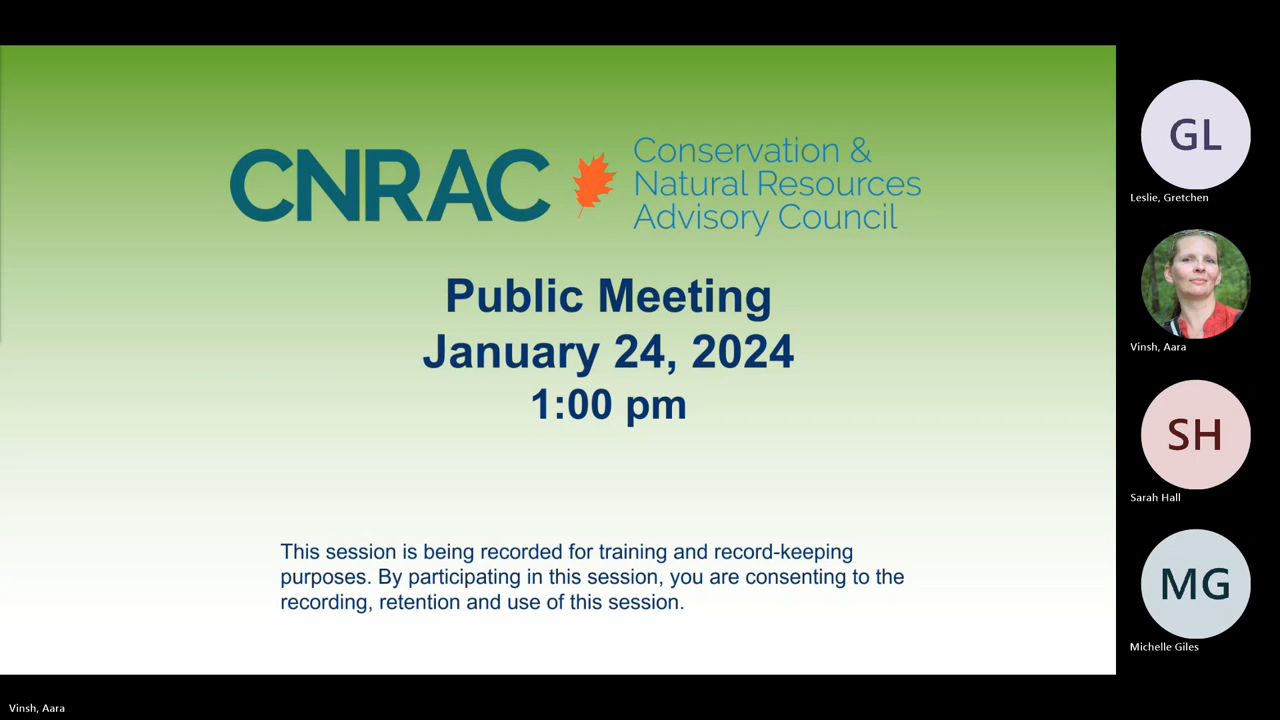 CNRAC
Conservation &
Natural Resources
Advisory Council
Public Meeting
January 24, 2024
1:00 pm
This session is being recorded for training and record-keeping
purposes. By participating in this session, you are consenting to the
recording, retention and use of this session.
GL
Leslie, Gretchen
Vinsh, Aara
SH
Sarah Hall
MG
Michelle Giles
Vinsh, Aara